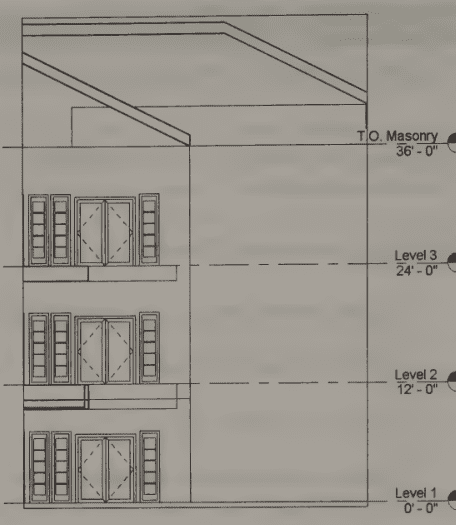 T.O. Masonry
36' - 0"
Level 3
24' - 0"
Level 2
12' - 0"
Level 1
0' - 0"